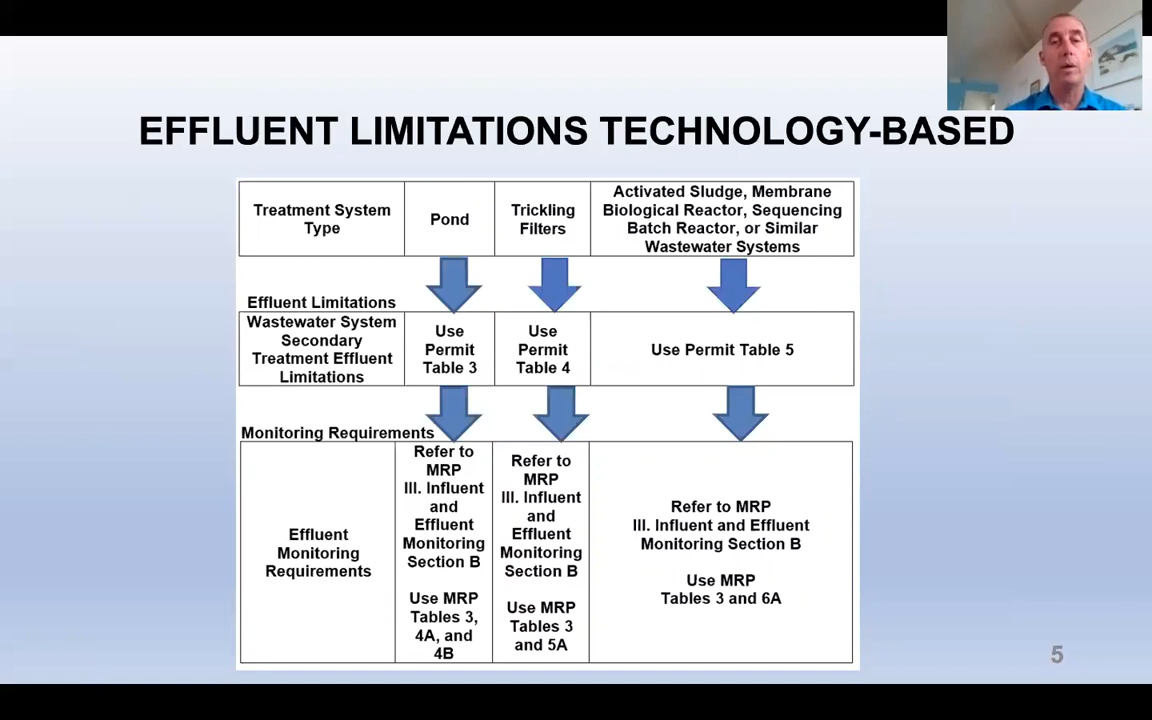 EFFLUENT LIMITATIONS TECHNOLOGY-BASED
Treatment System
Type
Pond
Trickling
Filters
Activated Sludge, Membrane
Biological Reactor, Sequencing
Batch Reactor, or Similar
Wastewater Systems
Effluent Limitations
Wastewater System
Secondary
Treatment Effluent
Limitations
Use
Permit
Table 3
Use
Permit
Table 4
Use Permit Table 5
Monitoring Requirements
Effluent
Monitoring
Requirements
Refer to
MRP
III. Influent
and
Effluent
Monitoring
Section B
Use MRP
Tables 3,
4A, and
4B
Refer to
MRP
III. Influent
and
Effluent
Monitoring
Section B
Use MRP
Tables 3
and 5A
Refer to MRP
III. Influent and Effluent
Monitoring Section B
Use MRP
Tables 3 and 6A
5